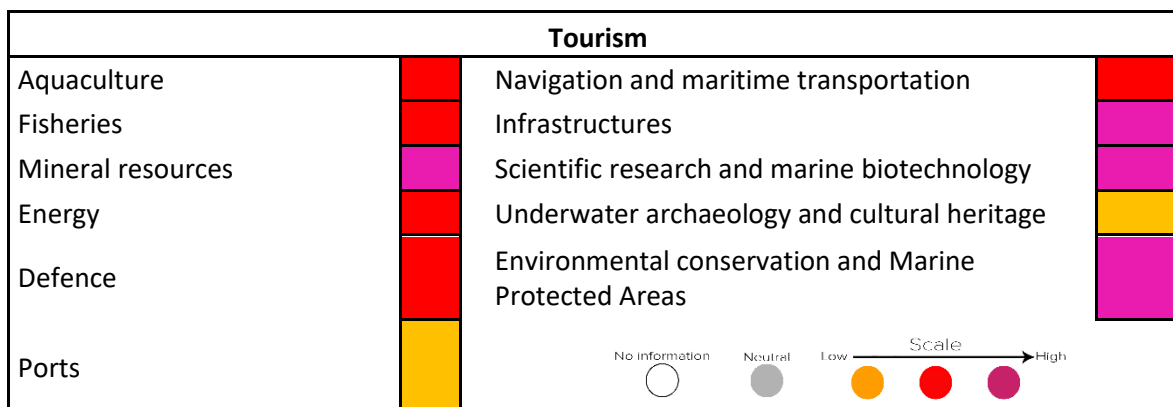 Tourism
Aquaculture
Navigation and maritime transportation
Fisheries
Infrastructures
Mineral resources
Scientific research and marine biotechnology
Energy
Underwater archaeology and cultural heritage
Defence
Environmental conservation and Marine
Protected Areas
Ports
No information
Neutral
Low
Scale
High